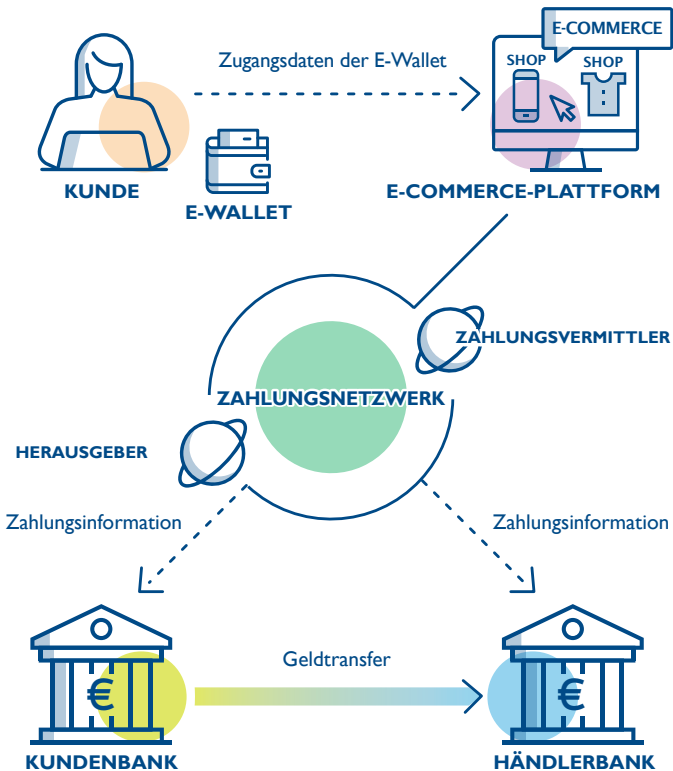 E-COMMERCE
Zugangsdaten der E-Wallet
SHOP
SHOP
KUNDE
E-WALLET
E-COMMERCE-PLATTFORM
ZAHLUNGSVERMITTLER
ZAHLUNGSNETZWERK
HERAUSGEBER
Zahlungsinformation
Zahlungsinformation
Geldtransfer
€
€
KUNDENBANK
HÄNDLERBANK